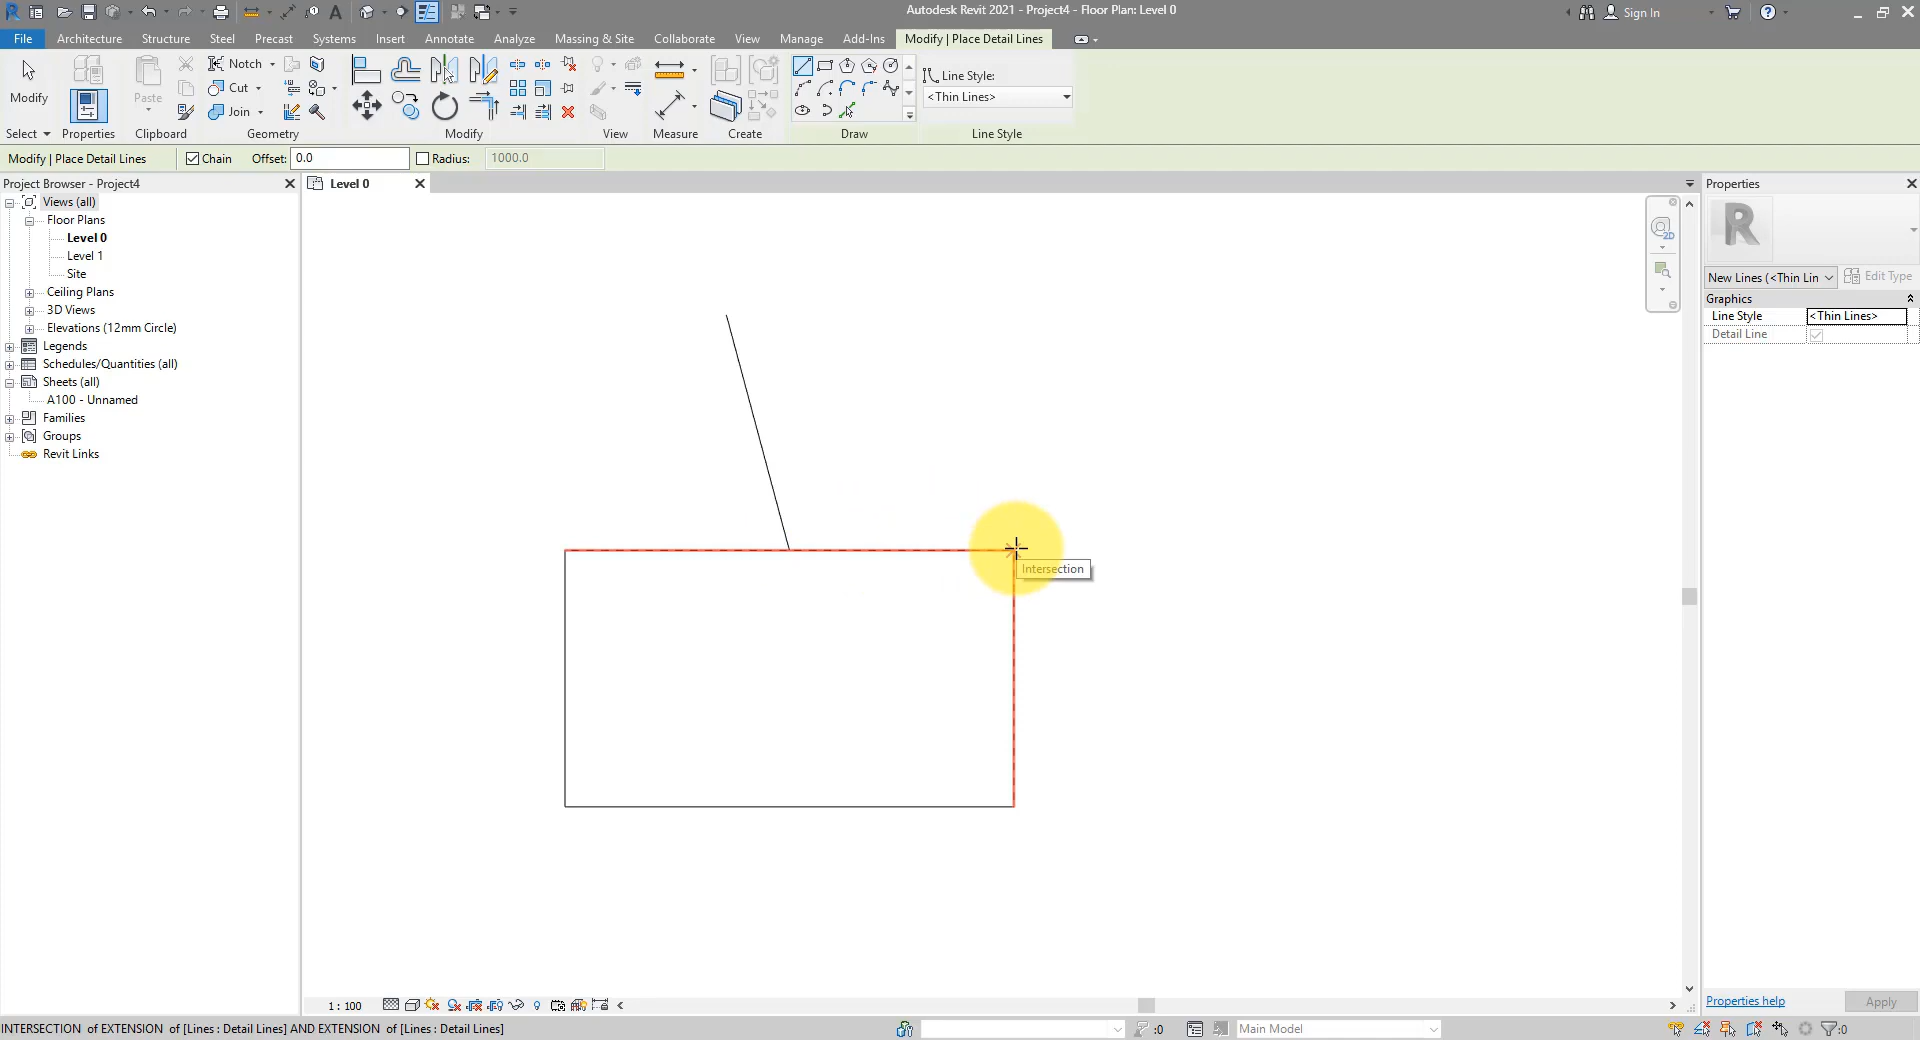 Autodesk Revit 2021 - Project4 - Floor Plan: Level 0
Sign In
File Architecture Structure Steel Precast Systems Insert Annotate Analyze Massing & Site Collaborate View Manage Add-Ins Modify | Place Detail Lines
Modify
Select
Properties
Paste
Clipboard
Notch
Cut
Join
Geometry
Modify
View
Measure
Create
Draw
Line Style:
<Thin Lines>
Line Style
Modify | Place Detail Lines
Chain
Offset: 0.0
Radius: 1000.0
Project Browser - Project4
Views (all)
Floor Plans
Level 0
Level 1
Site
Ceiling Plans
3D Views
Elevations (12mm Circle)
Legends
Schedules/Quantities (all)
Sheets (all)
A100 - Unnamed
Families
Groups
Revit Links
Level 0
2D
Intersection
Properties
R
New Lines (<Thin Lin
Edit Type
Graphics
Line Style <Thin Lines>
Detail Line
Properties help
Apply
1 : 100
INTERSECTION of EXTENSION of [Lines : Detail Lines] AND EXTENSION of [Lines : Detail Lines]
:0
Main Model
:0